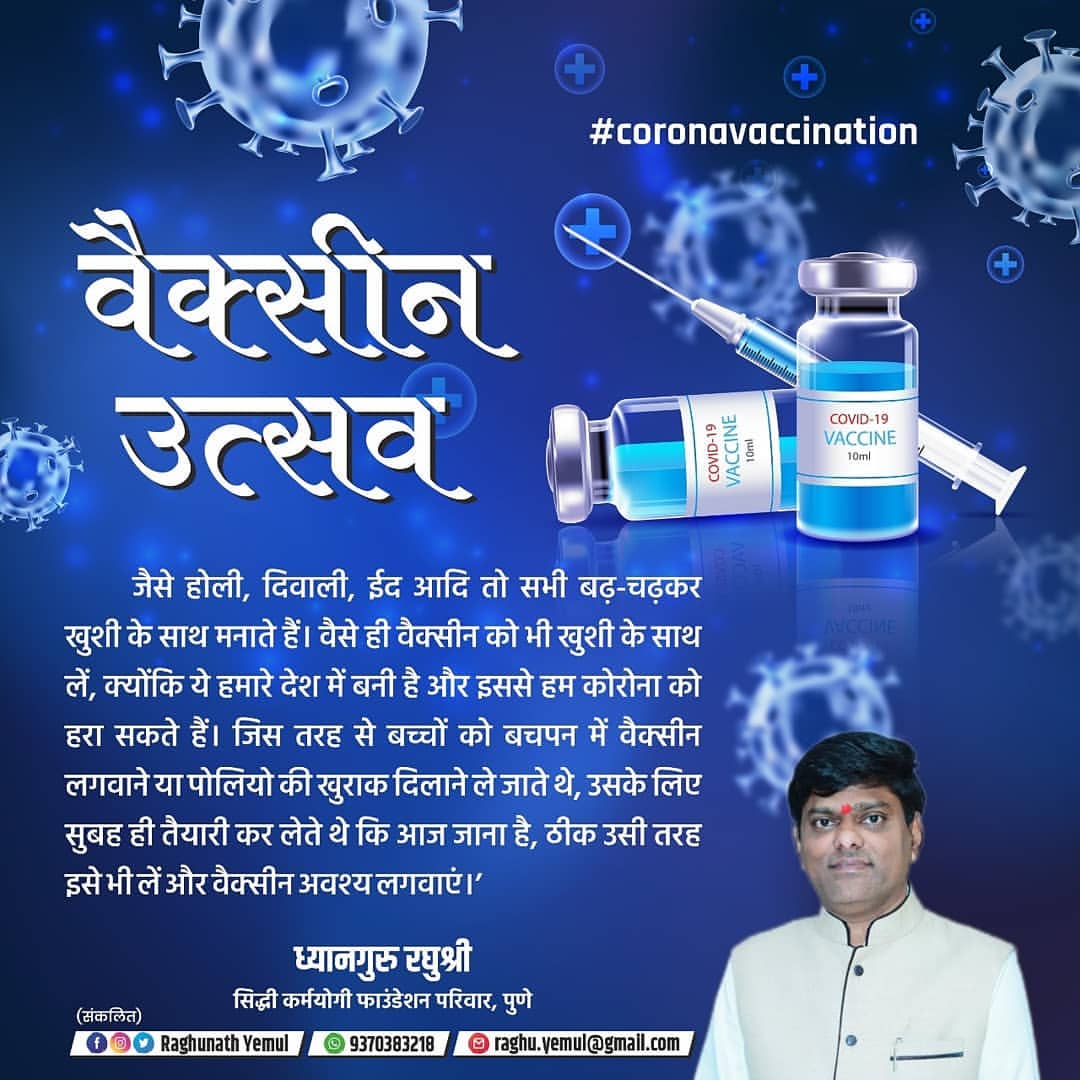 #coronavaccination
वैक्सीन
उत्सव
COVID-19
VACCINE
10ml
COVID-19
VACCINE
10ml
जैसे होली, दिवाली, ईद आदि तो सभी बढ़-चढ़कर
खुशी के साथ मनाते हैं। वैसे ही वैक्सीन को भी खुशी के साथ
लें, क्योंकि ये हमारे देश में बनी है और इससे हम कोरोना को
हरा सकते हैं। जिस तरह से बच्चों को बचपन में वैक्सीन
लगवाने या पोलियो की खुराक दिलाने ले जाते थे, उसके लिए
सुबह ही तैयारी कर लेते थे कि आज जाना है, ठीक उसी तरह
इसे भी लें और वैक्सीन अवश्य लगवाएं।’
ध्यानगुरु रघुश्री
सिद्धी कर्मयोगी फाउंडेशन परिवार, पुणे
(संकलित)
Raghunath Yemul 9370383218 raghu.yemul@gmail.com